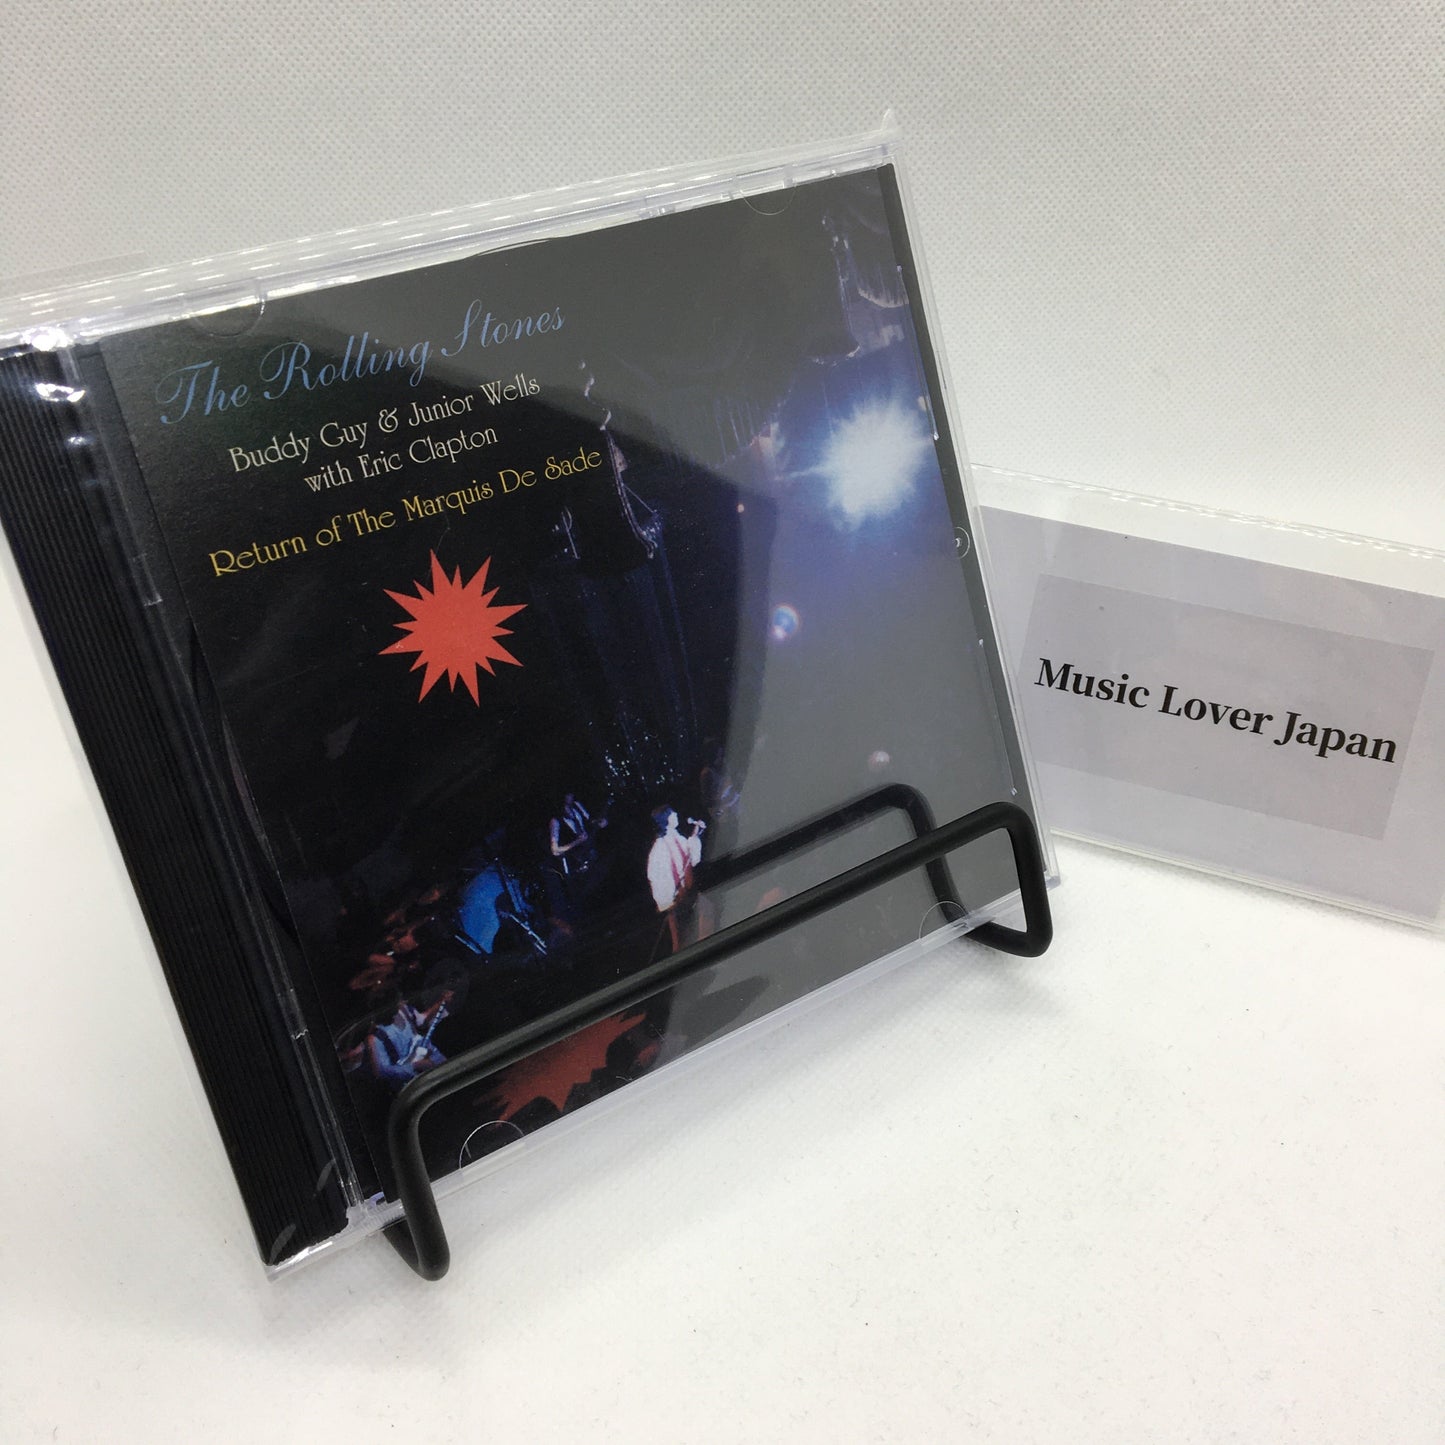 The Rolling Stones
Buddy Guy & Junior Wells
with Eric Clapton
Return of The Marquis De Sade
Music Lover Japan